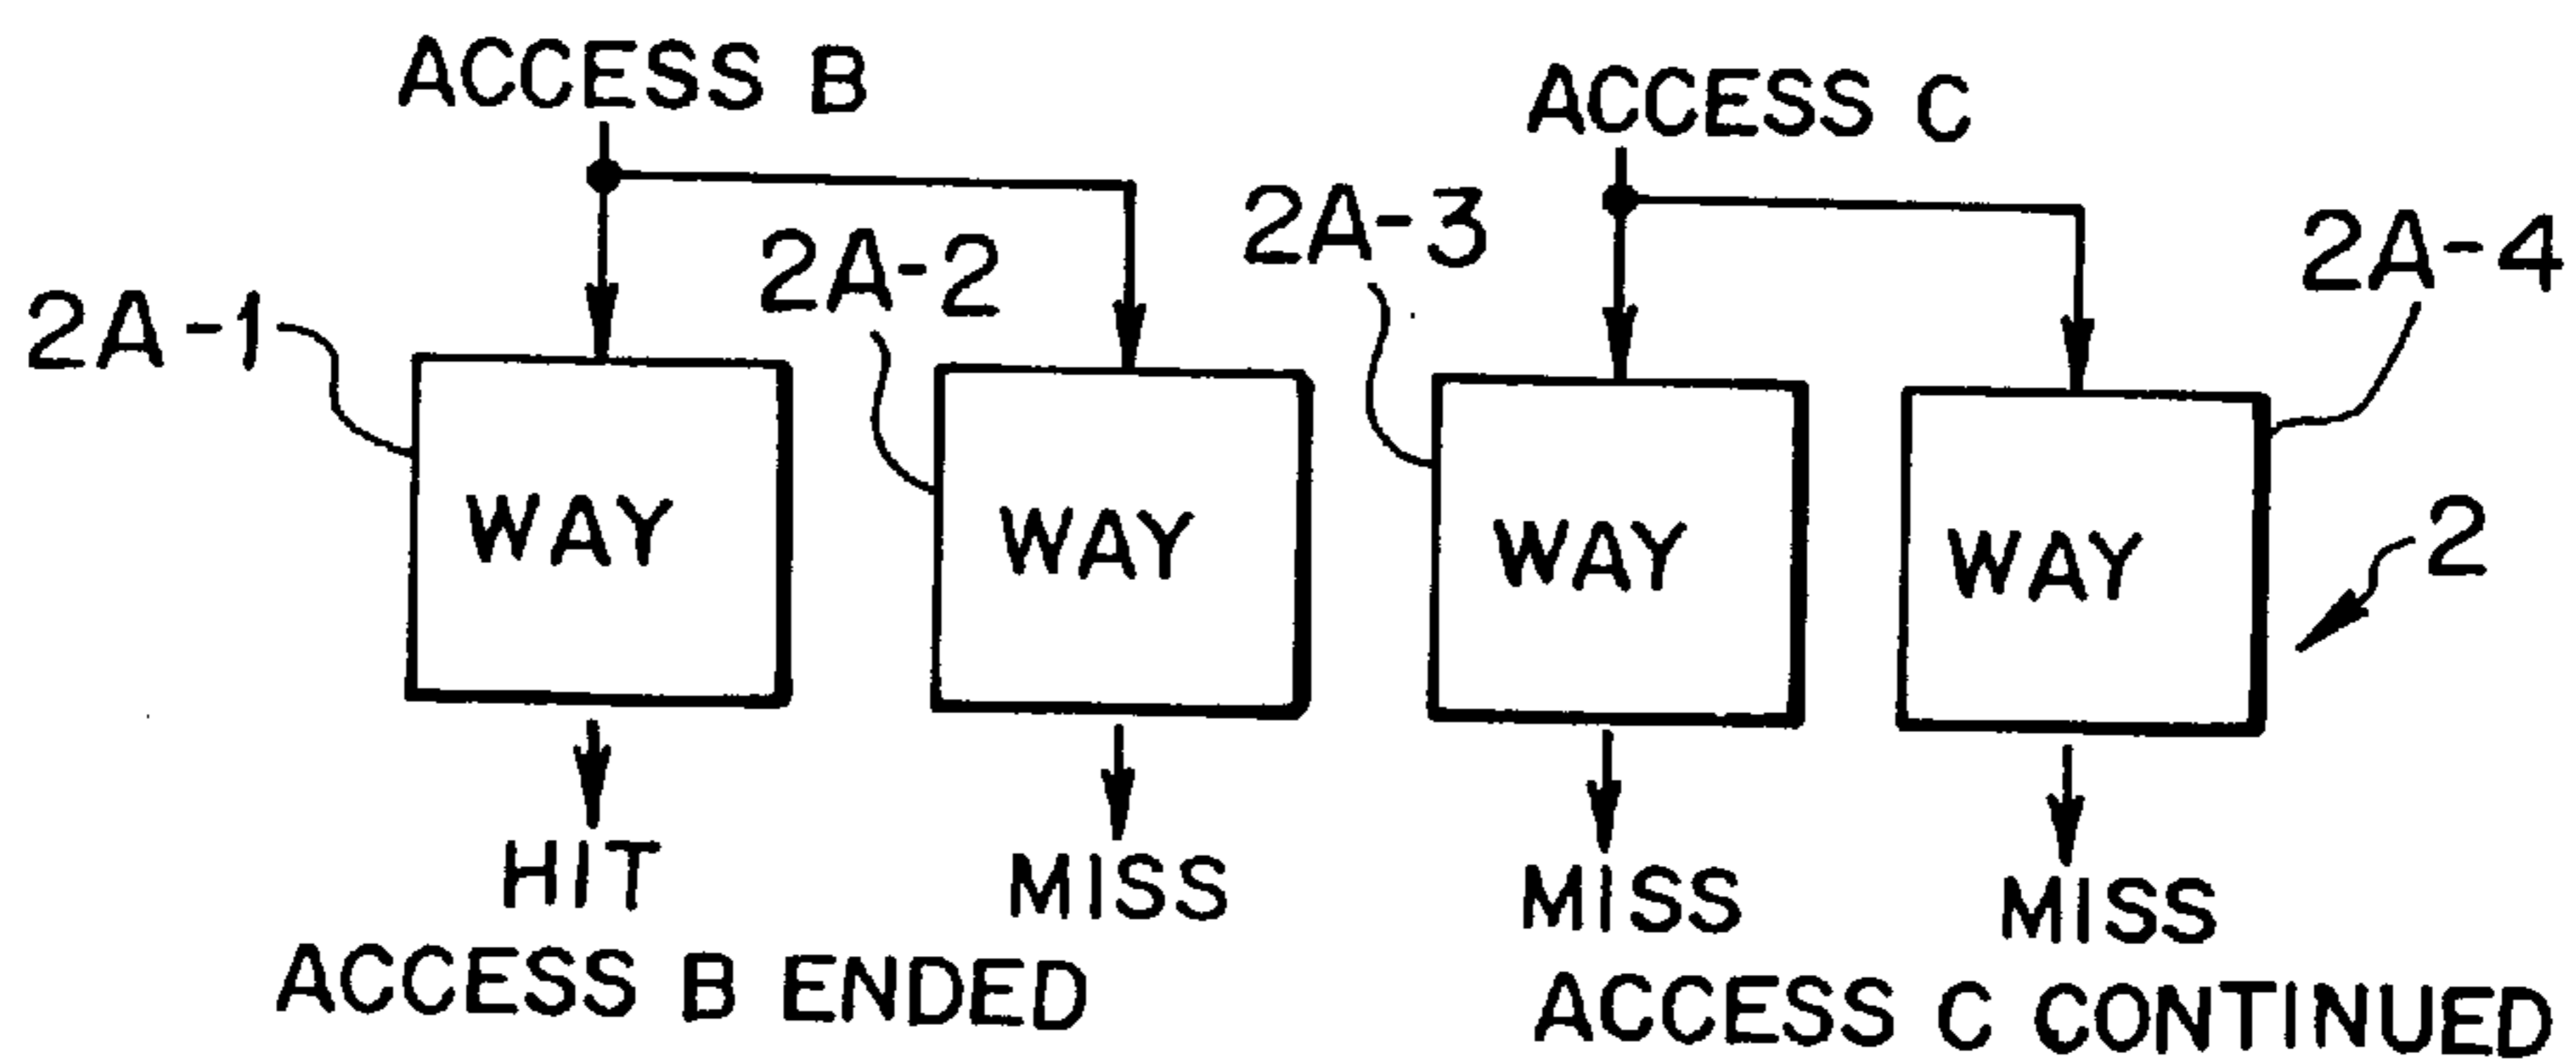 ACCESS B
ACCESS C
2A-1
2A-2
2A-3
2A-4
WAY
WAY
WAY
WAY
2
HIT
MISS
MISS
MISS
ACCESS B ENDED
ACCESS C CONTINUED